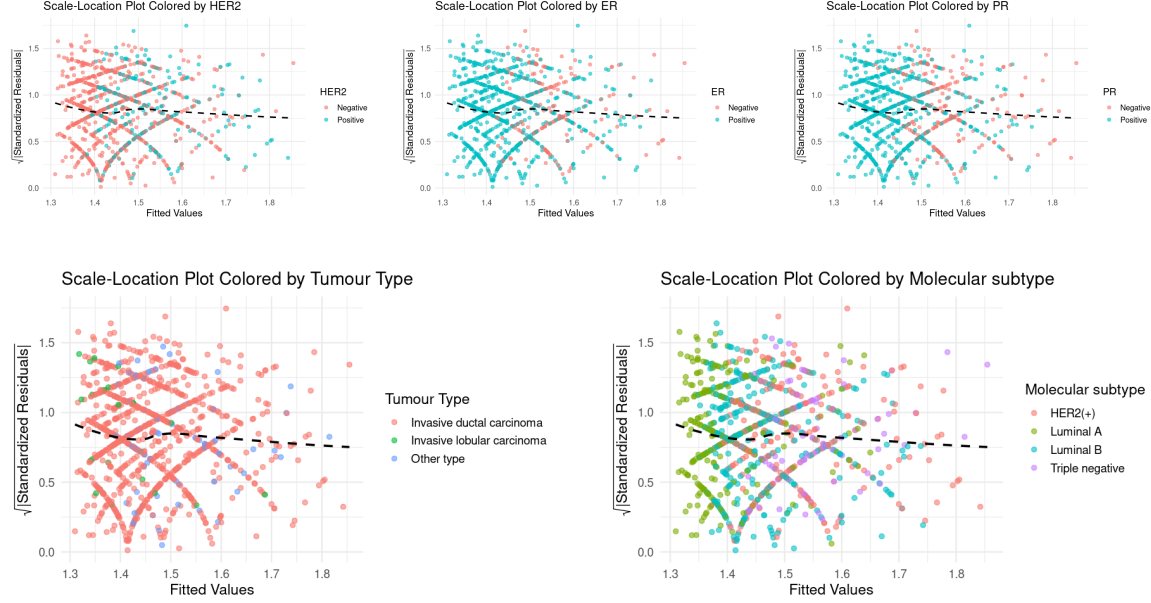 Scale-Location Plot Colored by HER2
√|Standardized Residuals|
1.5
1.0
0.5
0.0
1.3 1.4 1.5 1.6 1.7 1.8
Fitted Values
HER2
Negative
Positive
Scale-Location Plot Colored by ER
√|Standardized Residuals|
1.5
1.0
0.5
0.0
1.3 1.4 1.5 1.6 1.7 1.8
Fitted Values
ER
Negative
Positive
Scale-Location Plot Colored by PR
√|Standardized Residuals|
1.5
1.0
0.5
0.0
1.3 1.4 1.5 1.6 1.7 1.8
Fitted Values
PR
Negative
Positive
Scale-Location Plot Colored by Tumour Type
√|Standardized Residuals|
1.5
1.0
0.5
0.0
1.3 1.4 1.5 1.6 1.7 1.8
Fitted Values
Tumour Type
Invasive ductal carcinoma
Invasive lobular carcinoma
Other type
Scale-Location Plot Colored by Molecular subtype
√|Standardized Residuals|
1.5
1.0
0.5
0.0
1.3 1.4 1.5 1.6 1.7 1.8
Fitted Values
Molecular subtype
HER2(+)
Luminal A
Luminal B
Triple negative